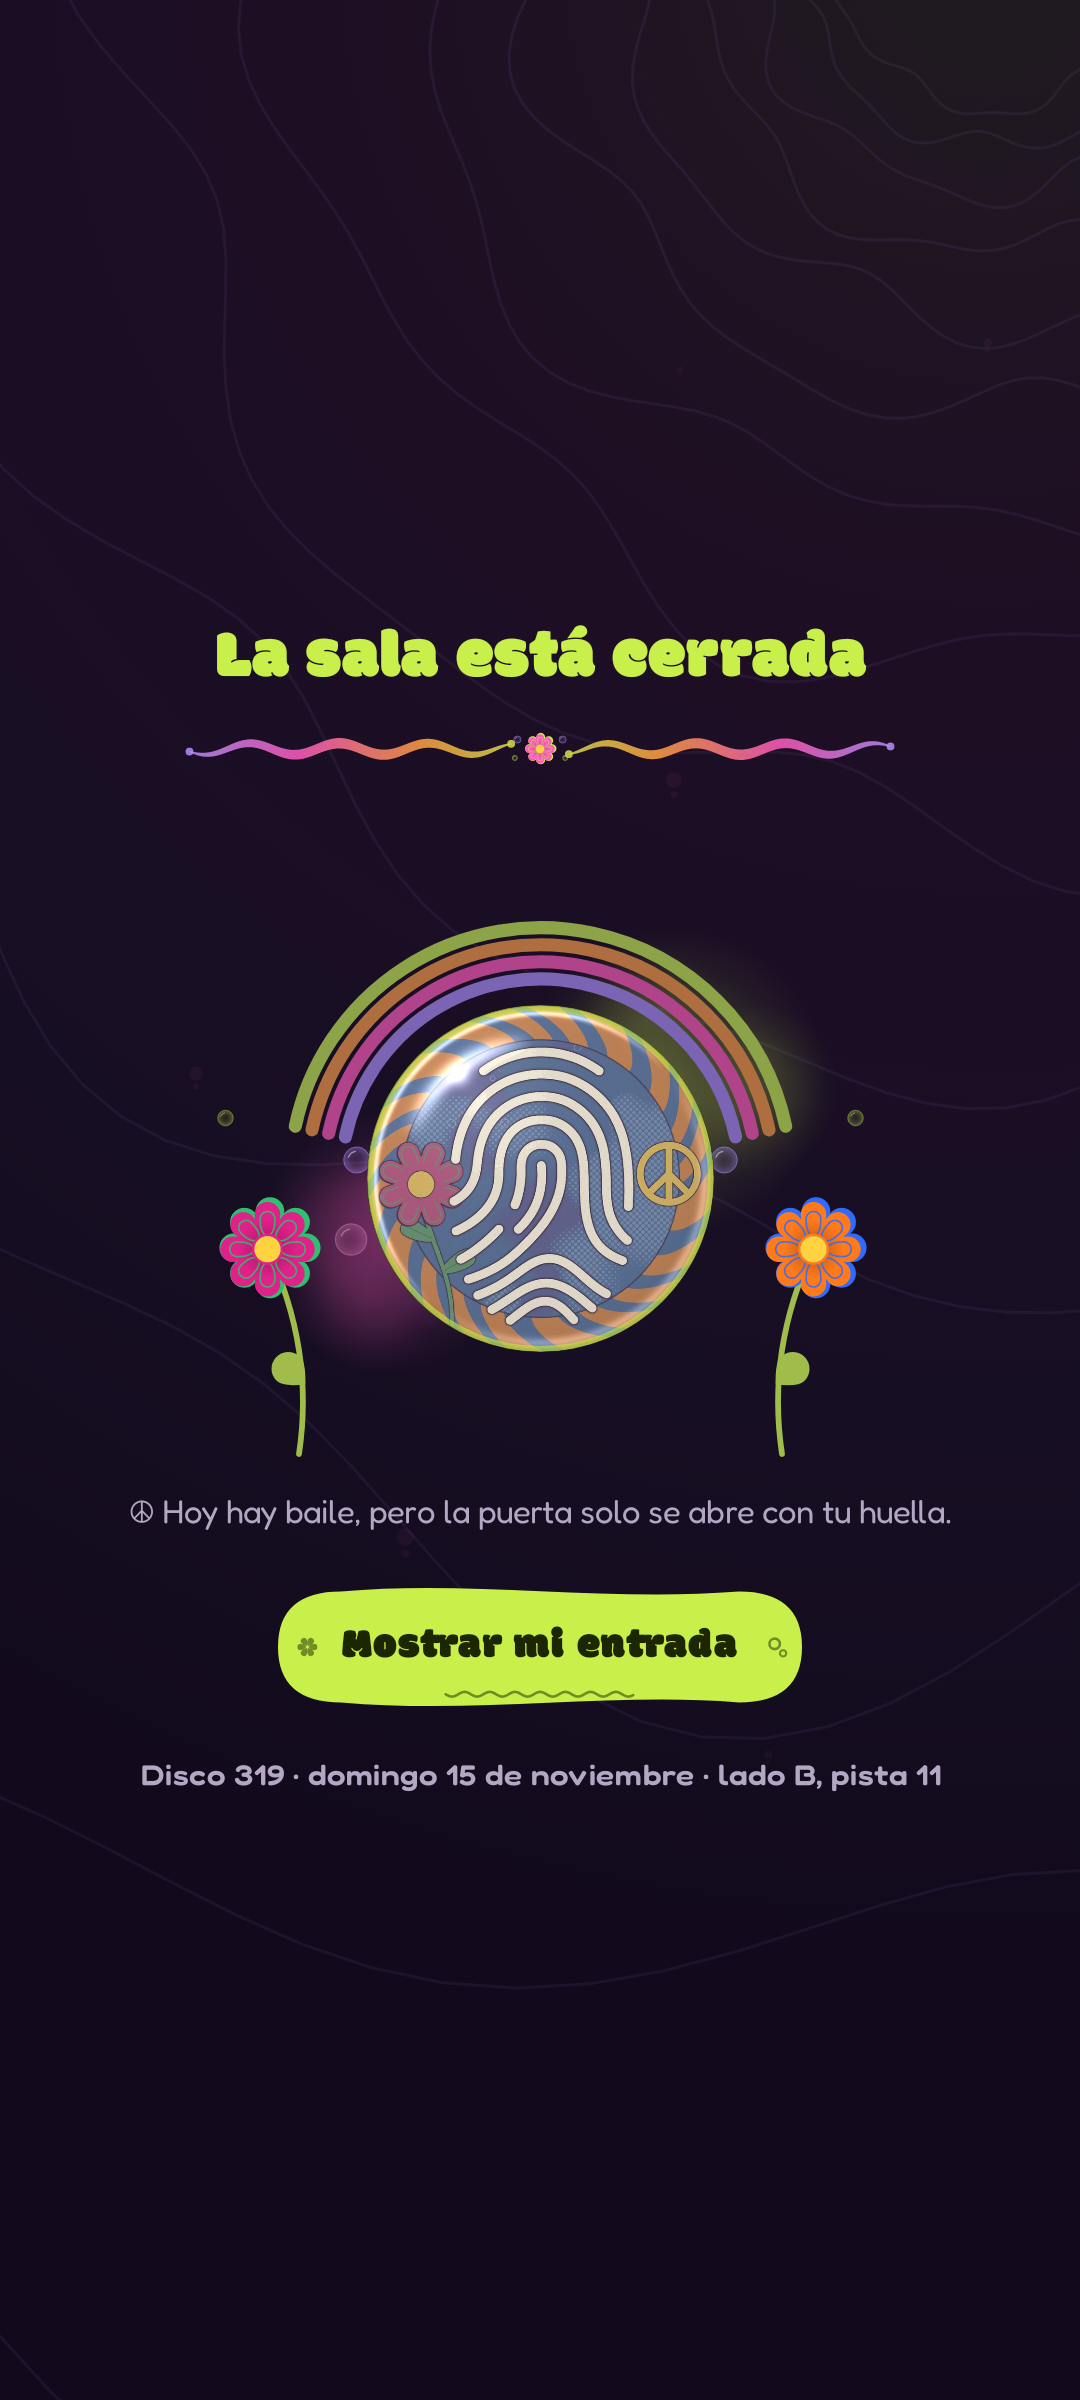 La sala está cerrada
☮ Hoy hay baile, pero la puerta solo se abre con tu huella.
Mostrar mi entrada
Disco 319 · domingo 15 de noviembre · lado B, pista 11